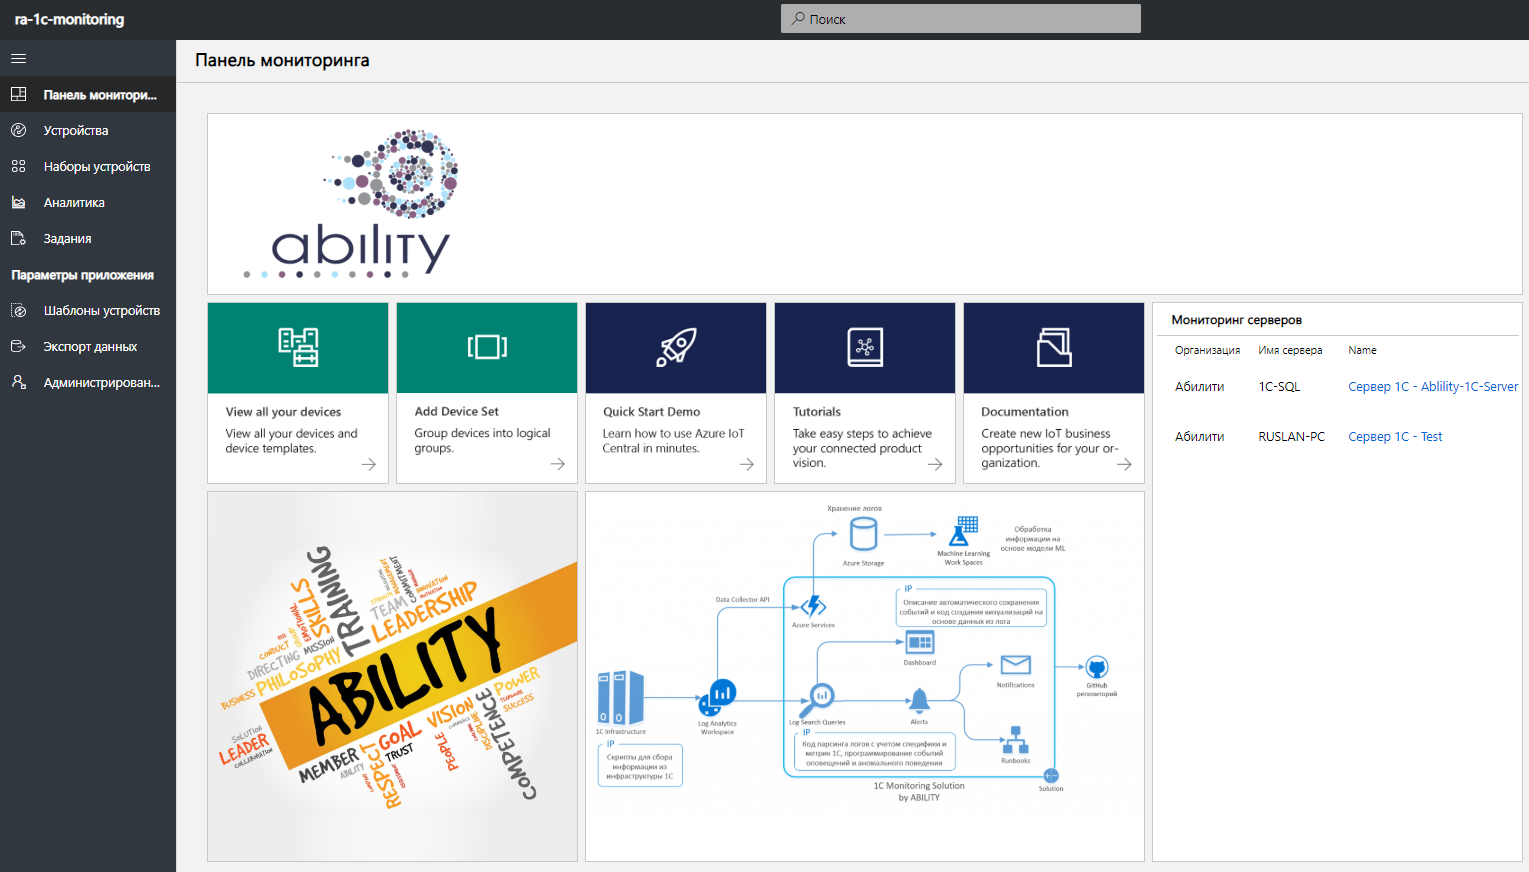 ra-1c-monitoring
Поиск
Панель монитори...
Устройства
Наборы устройств
Аналитика
Задания
Параметры приложения
Шаблоны устройств
Экспорт данных
Администрирован...
Панель мониторинга
ability
View all your devices
View all your devices and
device templates.
Add Device Set
Group devices into logical
groups.
Quick Start Demo
Learn how to use Azure IoT
Central in minutes.
Tutorials
Take easy steps to achieve
your connected product
vision.
Documentation
Create new IoT business
opportunities for your or-
ganization.
Мониторинг серверов
Организация Имя сервера Name
Абилити 1C-SQL Сервер 1С - Ablility-1C-Server
Абилити RUSLAN-PC Сервер 1С - Test
TRAINING
SKILLS
EMOTIONAL
COMMITMENT
MANAGEMENT
INNOVATION
MOTIVATION
STRENGTH
TEAM
LEADERSHIP
CONDUCT
MISSION
DIRECTING
PHILOSOPHY
BUSINESS
ABILITY
SOLUTION
LEADER
COLLABORATION
MEMBER
ABILITY
RESPECT
GOAL
TRUST
VISION
PEOPLE
DISCIPLINE
COMPETENCE
POWER
SUCCESS
Хранение логов
Azure Storage
Machine Learning
Work Spaces
Обработка
информации на
основе модели ML
Data Collector API
Azure Services
IP
Описание автоматического сохранения
событий и код создания визуализаций на
основе данных из лога
Dashboard
Notifications
GitHub
репозиторий
1C Infrastructure
Log Analytics
Workspace
Log Search Queries
Alerts
Runbooks
IP
Скрипты для сбора
информации из
инфраструктуры 1С
IP
Код парсинга логов с учетом специфики и
метрик 1С, программирование событий
оповещений и аномального поведения
Solution
1C Monitoring Solution
by ABILITY